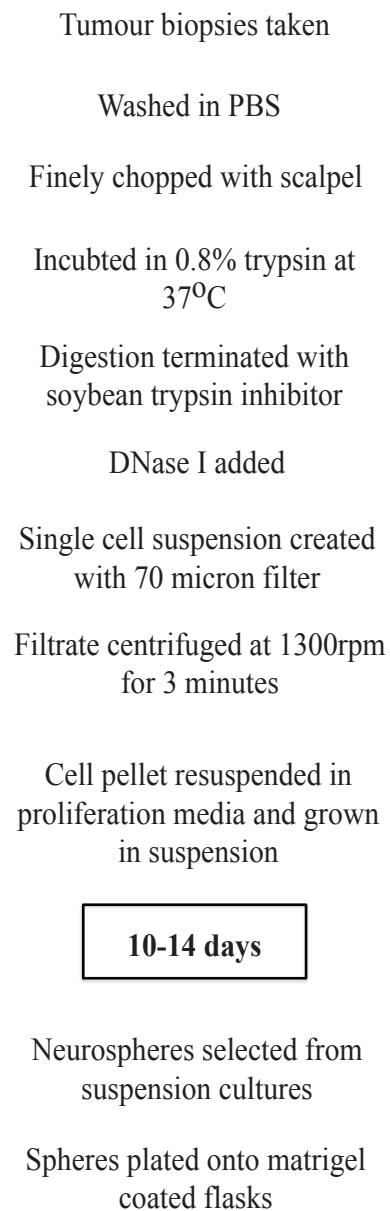 Tumour biopsies taken
Washed in PBS
Finely chopped with scalpel
Incubted in 0.8% trypsin at
37ºC
Digestion terminated with
soybean trypsin inhibitor
DNase I added
Single cell suspension created
with 70 micron filter
Filtrate centrifuged at 1300rpm
for 3 minutes
Cell pellet resuspended in
proliferation media and grown
in suspension
10-14 days
Neurospheres selected from
suspension cultures
Spheres plated onto matrigel
coated flasks